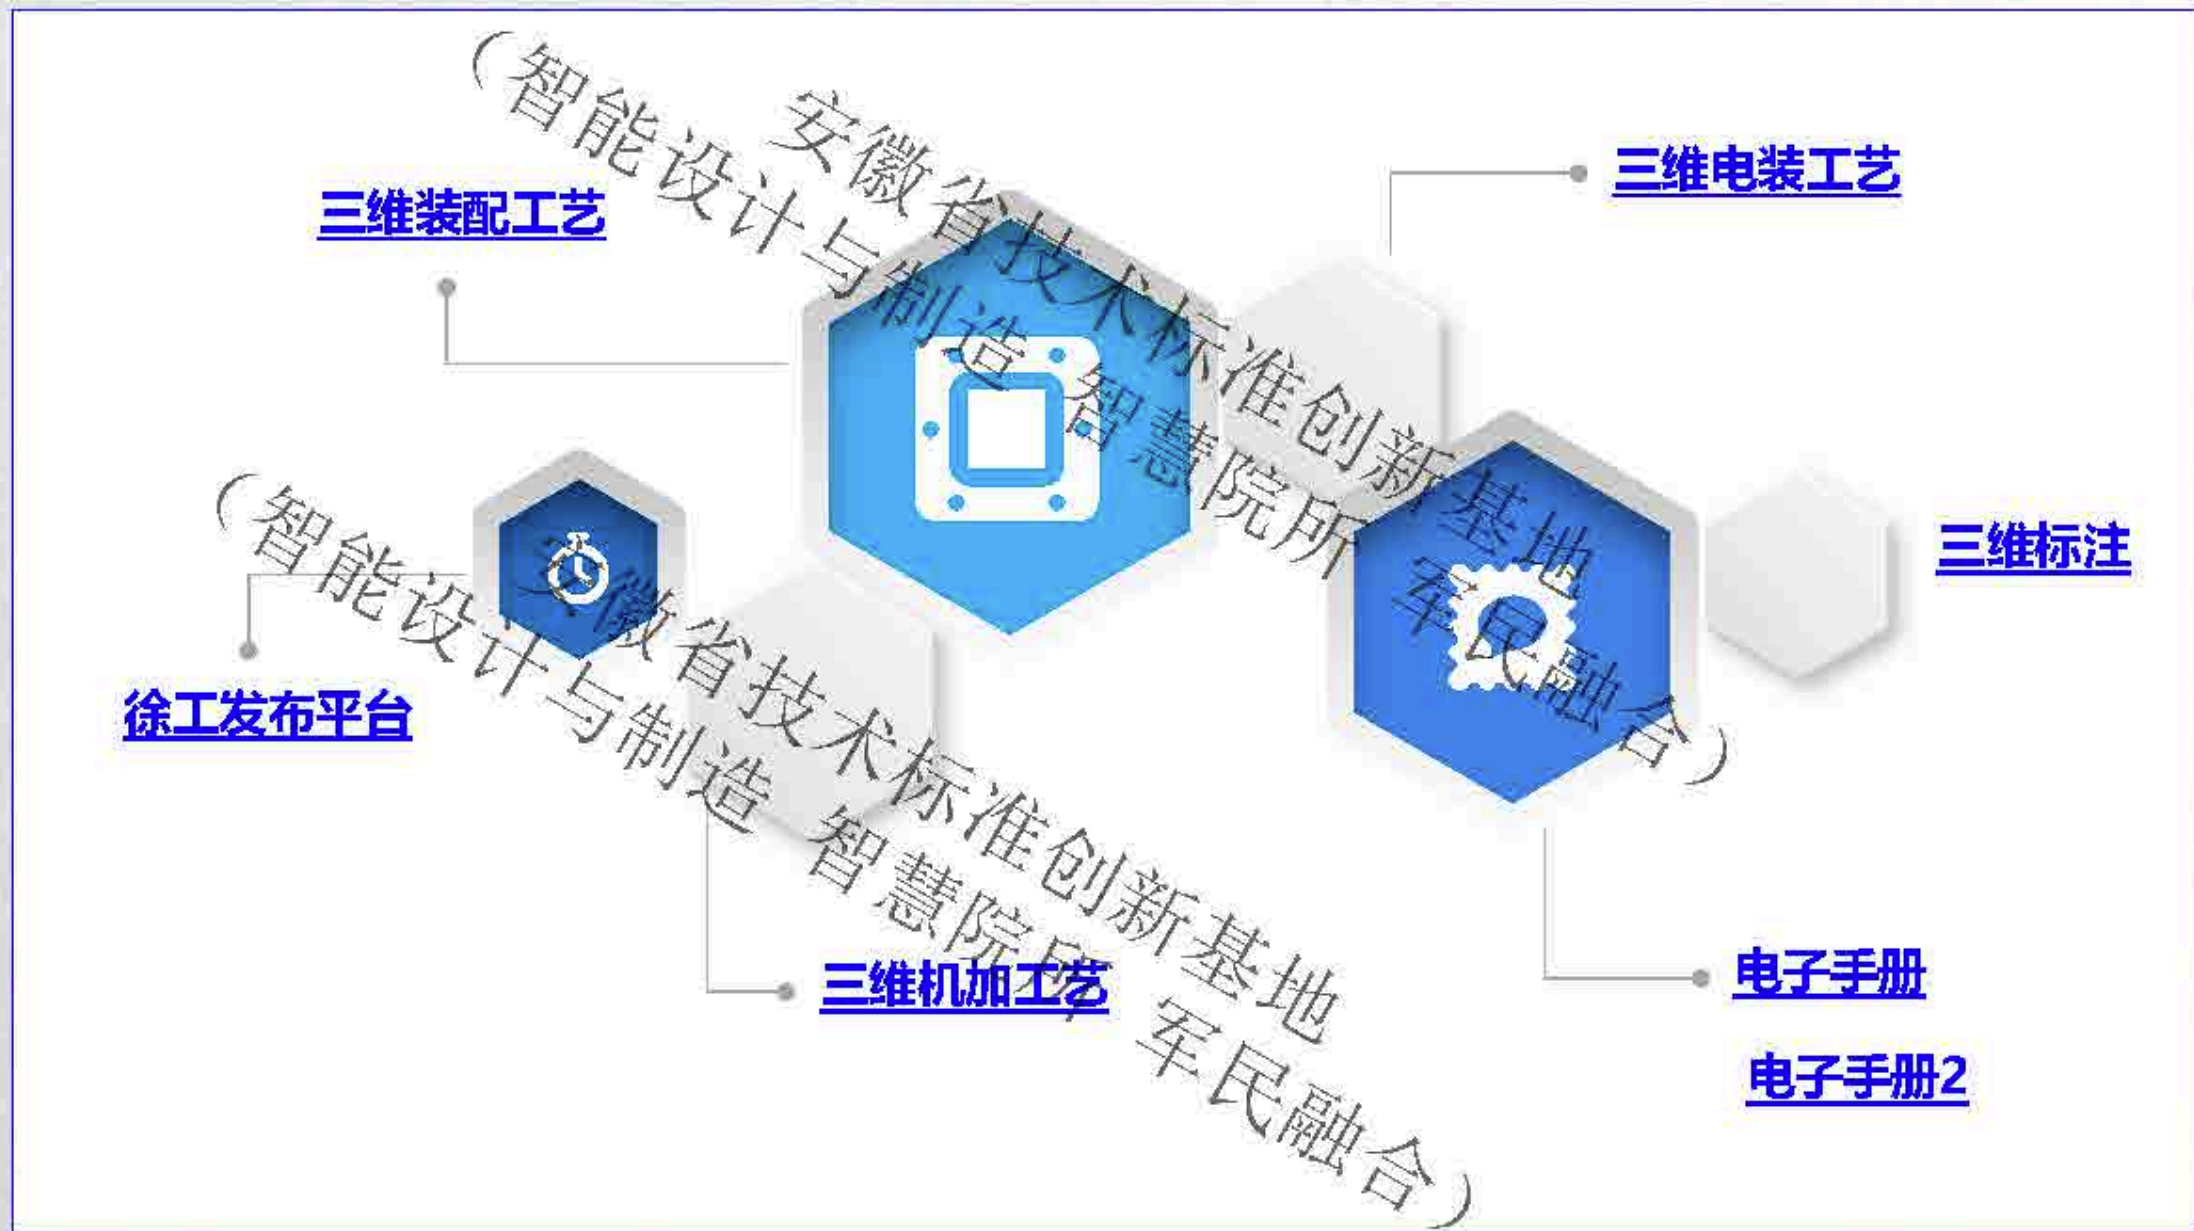 安徽省技术标准创新基地
（智能设计与制造 智慧院所 军民融合）
三维电装工艺
三维装配工艺
三维标注
徐工发布平台
安徽省技术标准创新基地
（智能设计与制造 智慧院所 军民融合）
三维机加工艺
电子手册
电子手册2